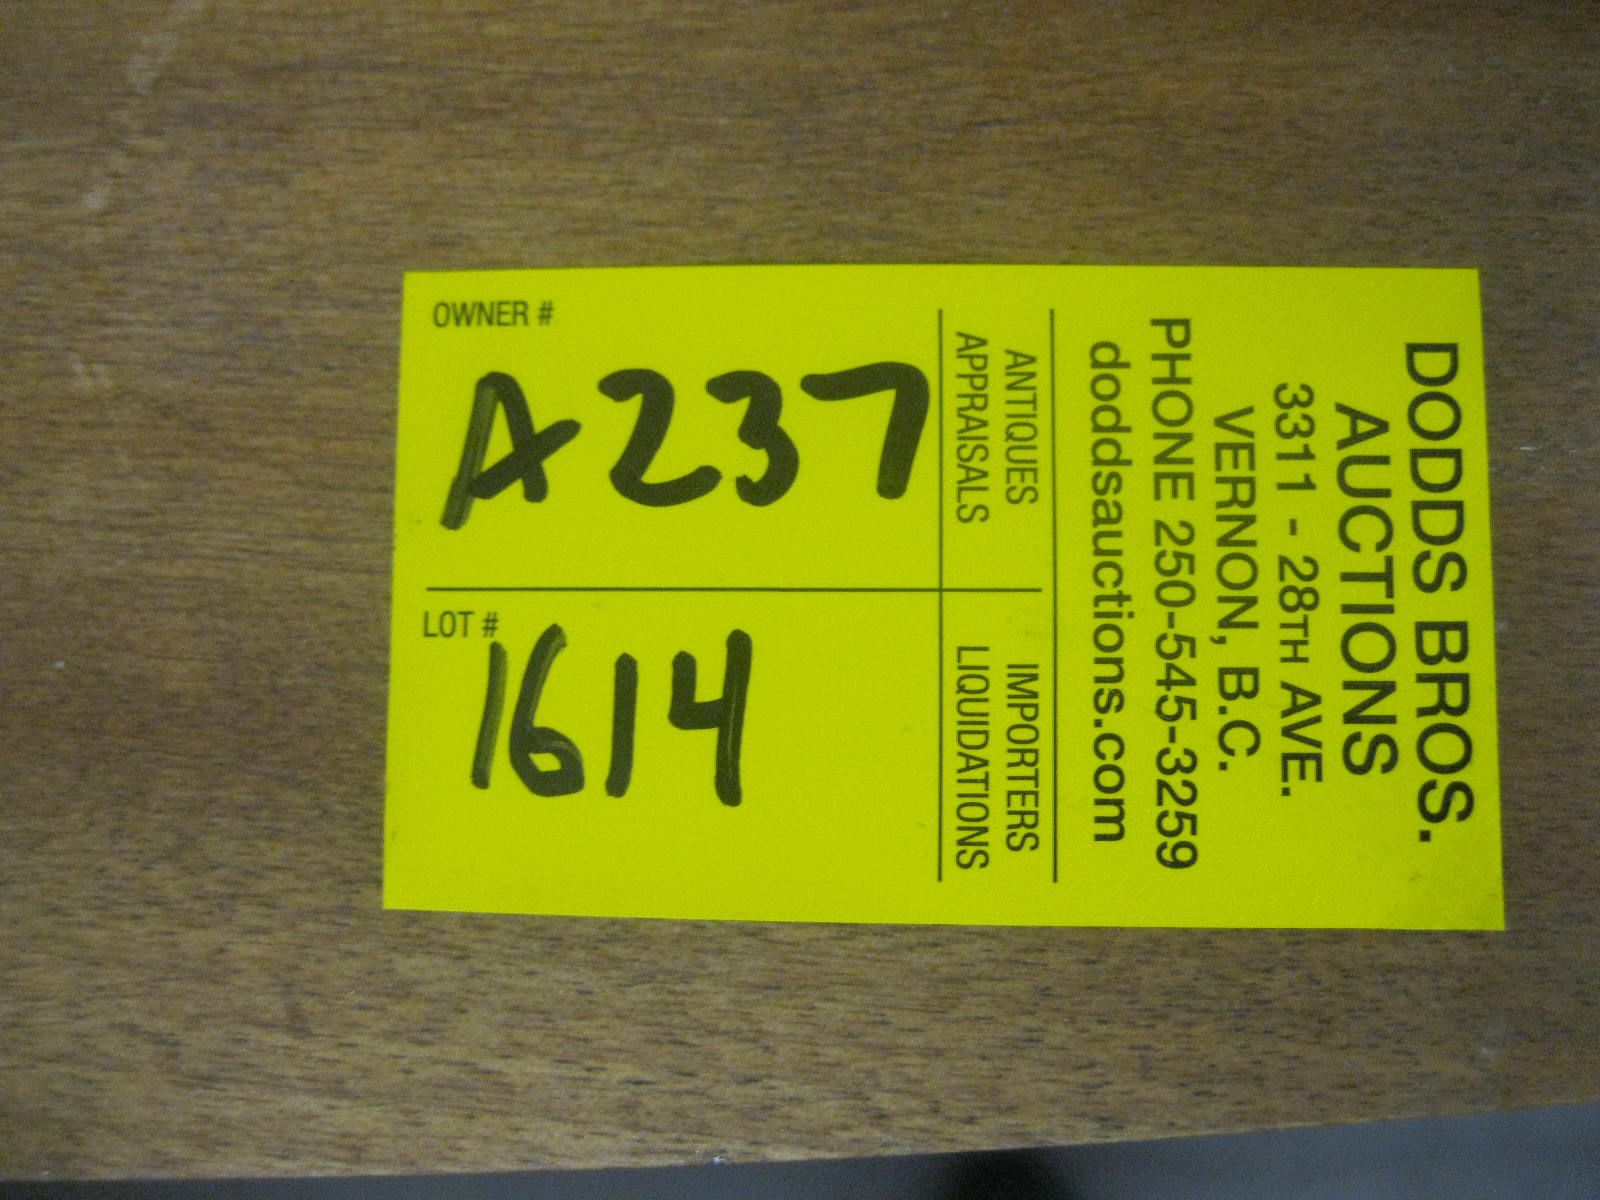 DODDS BROS.
AUCTIONS
3311 - 28TH AVE.
VERNON, B.C.
PHONE 250-545-3259
doddsauctions.com
ANTIQUES
APPRAISALS
IMPORTERS
LIQUIDATIONS
OWNER #
A237
LOT #
1614